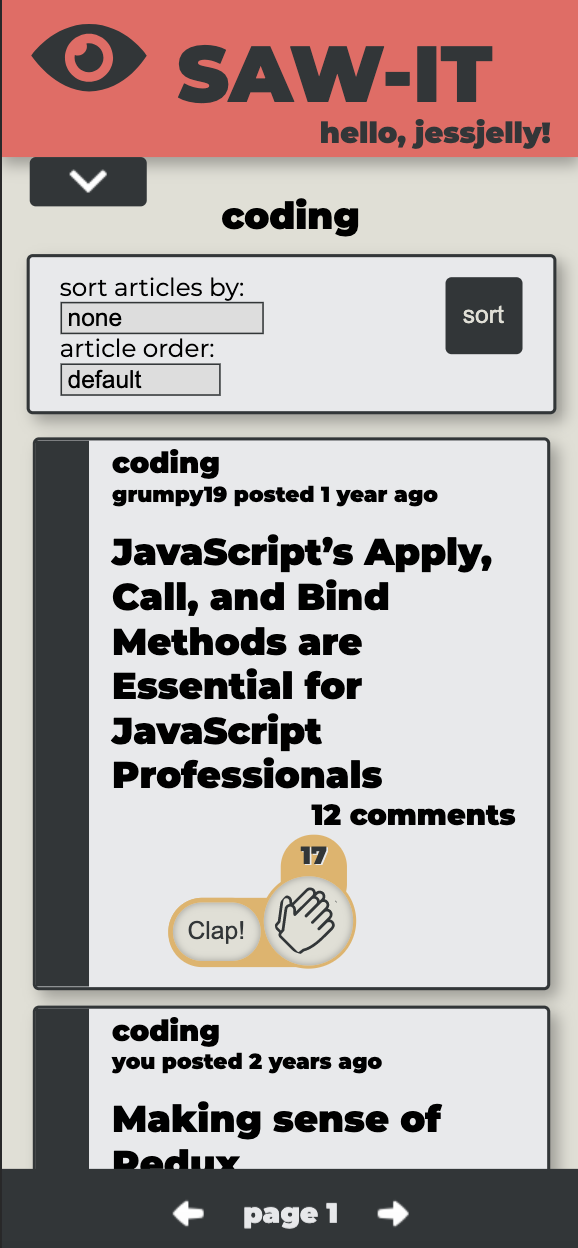 SAW-IT
hello, jessjelly!
coding
sort articles by:
none
sort
article order:
default
coding
grumpy19 posted 1 year ago
JavaScript’s Apply,
Call, and Bind
Methods are
Essential for
JavaScript
Professionals
12 comments
17
Clap!
coding
you posted 2 years ago
Making sense of
Redux
page 1